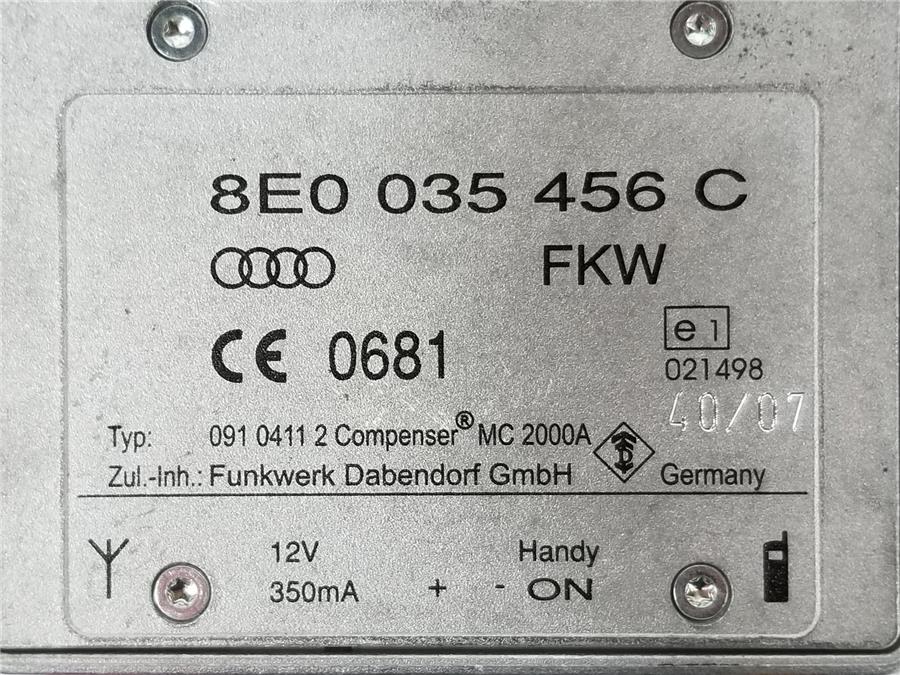 8E0 035 456 C
FKW
CE 0681
e 1
021498
40/07
Typ: 091 0411 2 Compenser® MC 2000A
Zul.-Inh.: Funkwerk Dabendorf GmbH Germany
12V Handy
350mA + - ON